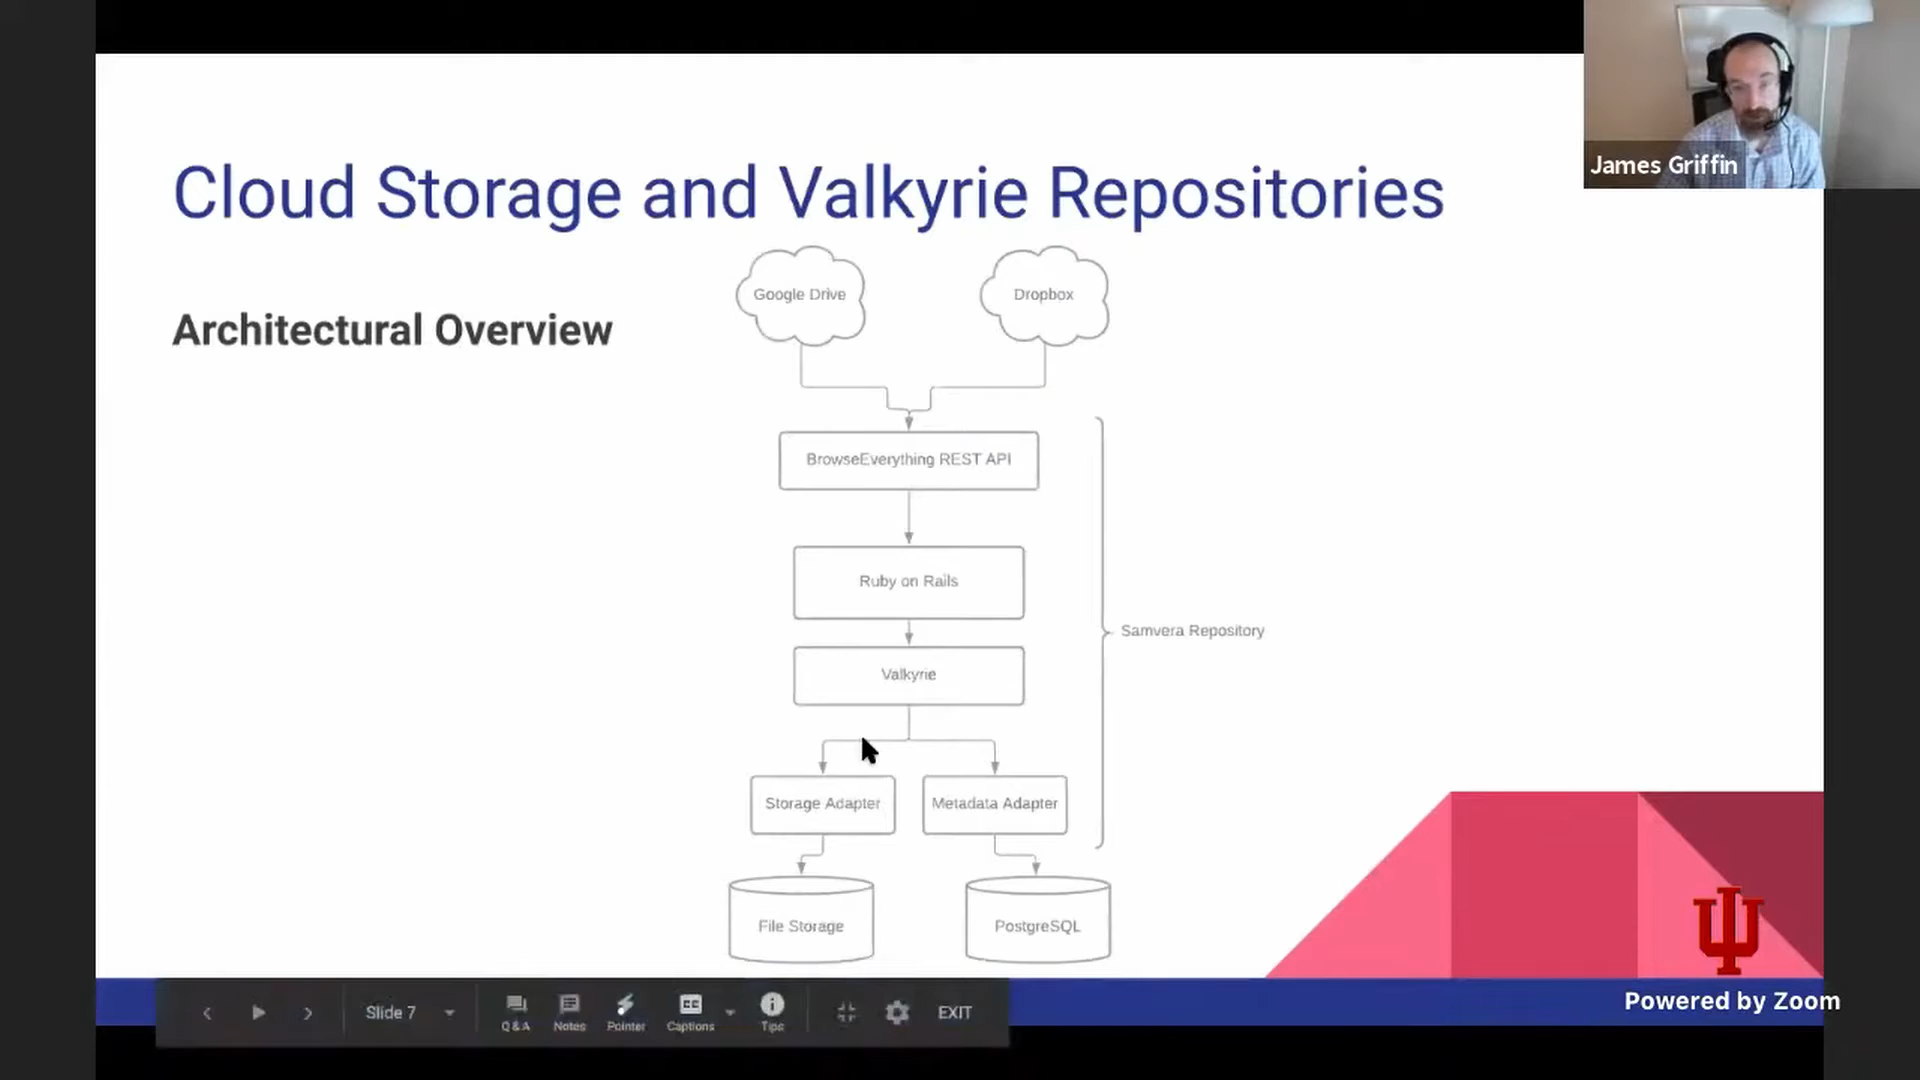 James Griffin
Cloud Storage and Valkyrie Repositories
Architectural Overview
Google Drive
Dropbox
BrowseEverything REST API
Ruby on Rails
Samvera Repository
Valkyrie
Storage Adapter
Metadata Adapter
File Storage
PostgreSQL
Powered by Zoom
Slide 7
Q&A
Notes
Pointer
CC
Captions
Tips
EXIT